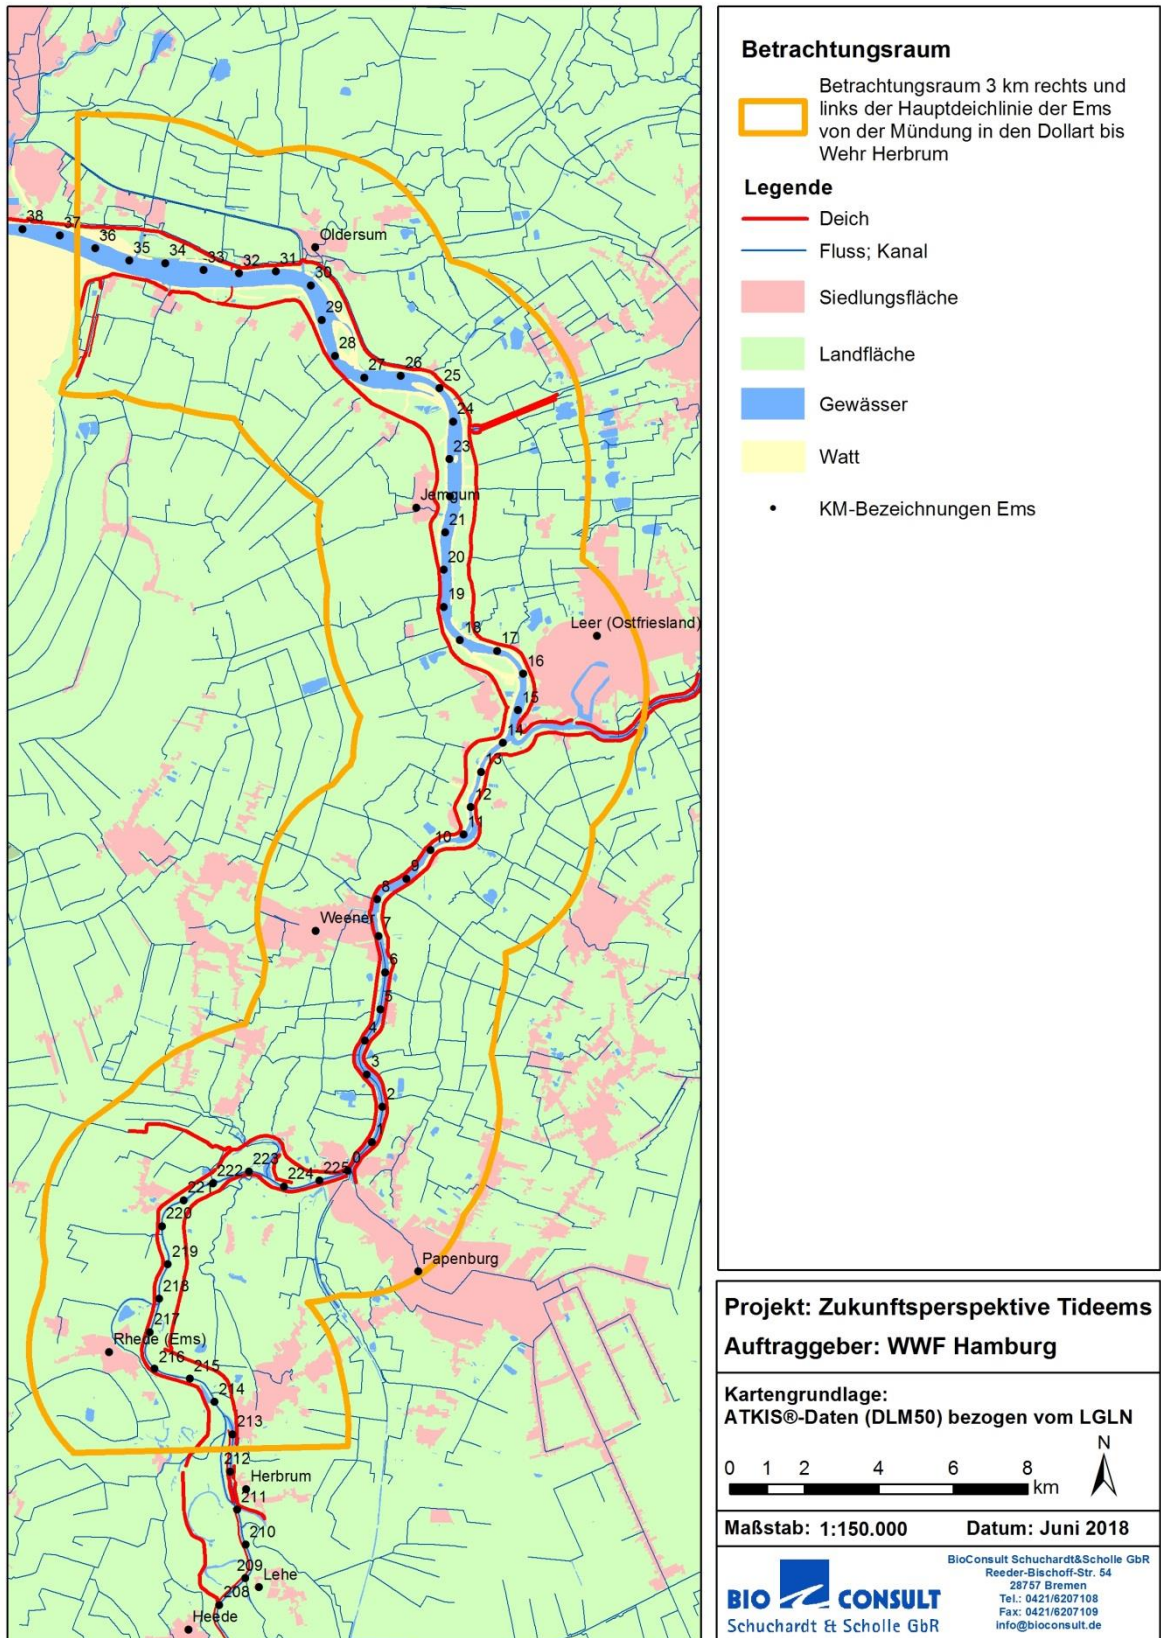 38
37
36
35
34
33
32
31
Oldersum
30
29
28
27
26
25
24
23
Jemgum
21
20
19
18
17
Leer (Ostfriesland)
16
15
14
13
12
11
10
9
8
Weener
7
6
5
4
3
2
1
0
225
224
223
222
221
220
219
218
217
Papenburg
Rhede (Ems)
216
215
214
213
212
Herbrum
211
210
209
Lehe
208
Heede
Betrachtungsraum
Betrachtungsraum 3 km rechts und
links der Hauptdeichlinie der Ems
von der Mündung in den Dollart bis
Wehr Herbrum
Legende
Deich
Fluss; Kanal
Siedlungsfläche
Landfläche
Gewässer
Watt
KM-Bezeichnungen Ems
Projekt: Zukunftsperspektive Tideems
Auftraggeber: WWF Hamburg
Kartengrundlage:
ATKIS®-Daten (DLM50) bezogen vom LGLN
N
0 1 2 4 6 8
km
Maßstab: 1:150.000 Datum: Juni 2018
BIO CONSULT
Schuchardt & Scholle GbR
BioConsult Schuchardt&Scholle GbR
Reeder-Bischoff-Str. 54
28757 Bremen
Tel.: 0421/6207108
Fax: 0421/6207109
info@bioconsult.de